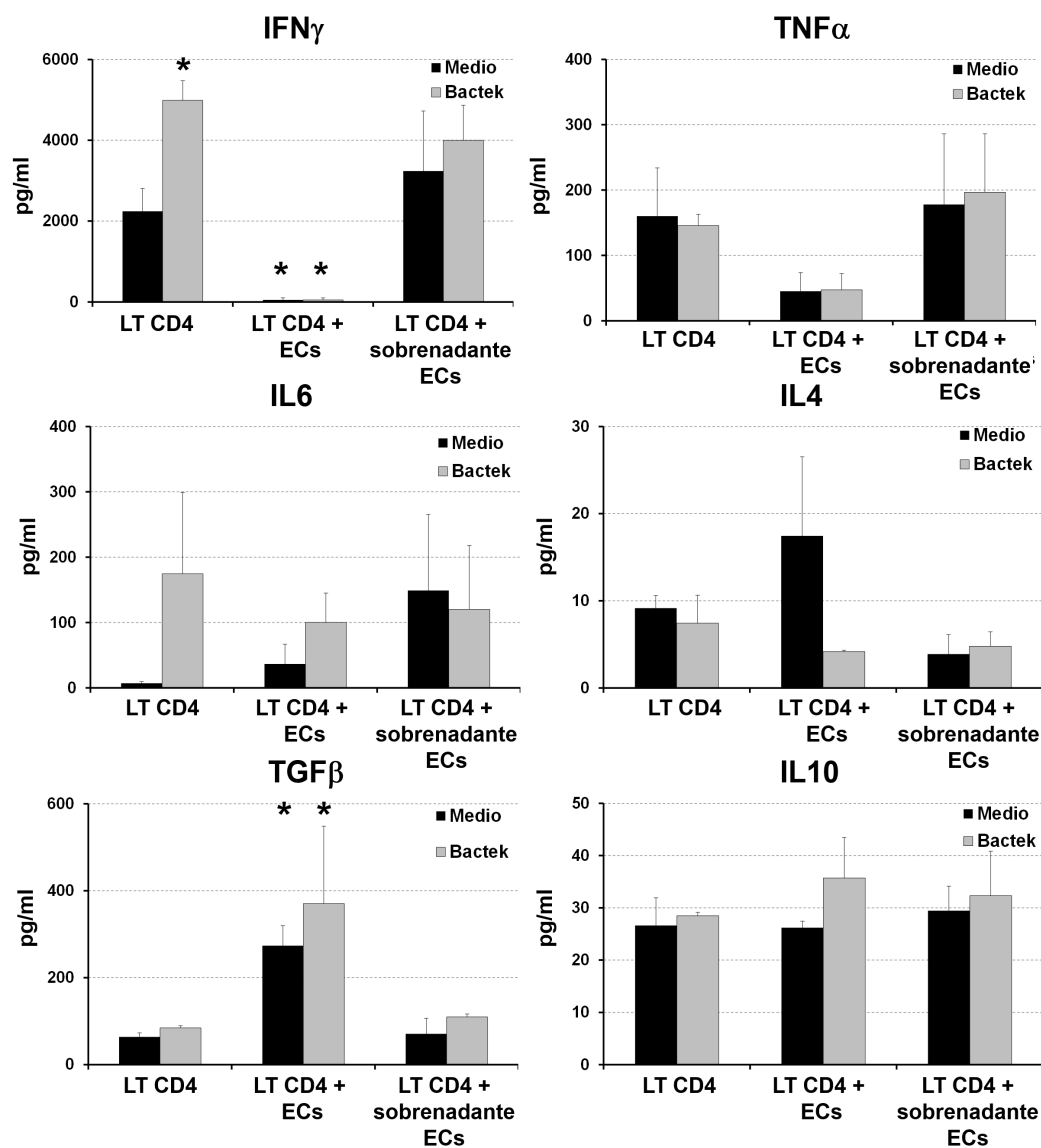 IFNγ
pg/ml
6000
4000
2000
0
*
* *
Medio
Bactek
LT CD4
LT CD4 +
ECs
LT CD4 +
sobrenadante
ECs
TNFα
pg/ml
400
300
200
100
0
Medio
Bactek
LT CD4
LT CD4 +
ECs
LT CD4 +
sobrenadante
ECs
IL6
pg/ml
400
300
200
100
0
Medio
Bactek
LT CD4
LT CD4 +
ECs
LT CD4 +
sobrenadante
ECs
IL4
pg/ml
30
20
10
0
Medio
Bactek
LT CD4
LT CD4 +
ECs
LT CD4 +
sobrenadante
ECs
TGFβ
pg/ml
600
400
200
0
* *
Medio
Bactek
LT CD4
LT CD4 +
ECs
LT CD4 +
sobrenadante
ECs
IL10
pg/ml
50
40
30
20
10
0
Medio
Bactek
LT CD4
LT CD4 +
ECs
LT CD4 +
sobrenadante
ECs